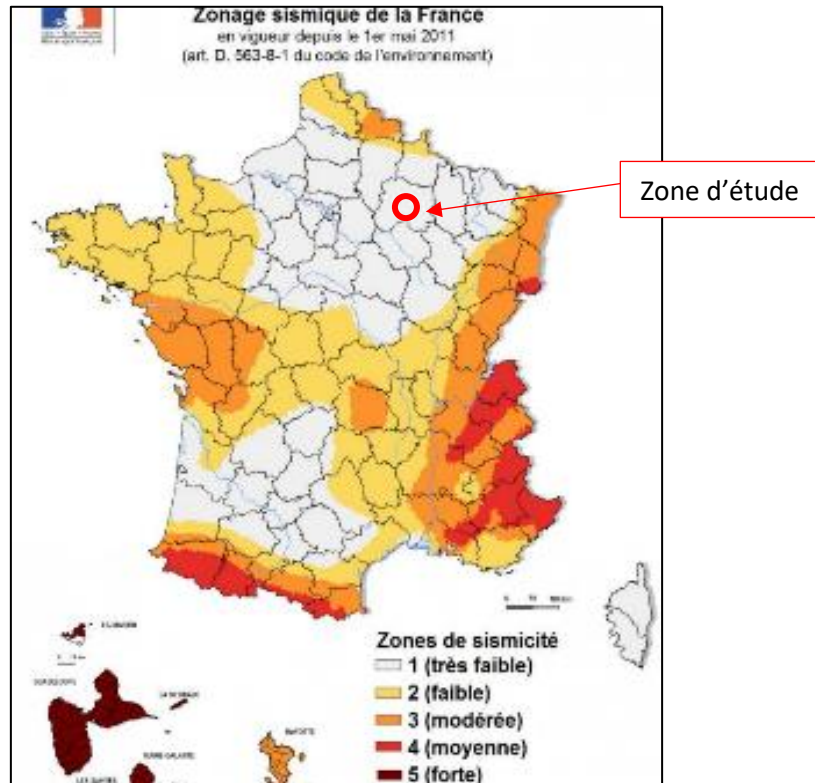 Zonage sismique de la France
en vigueur depuis le 1er mai 2011
(art. D. 563-8-1 du code de l'environnement)
Zone d'étude
Zones de sismicité
1 (très faible)
2 (faible)
3 (modérée)
4 (moyenne)
5 (forte)
MAYOTTE